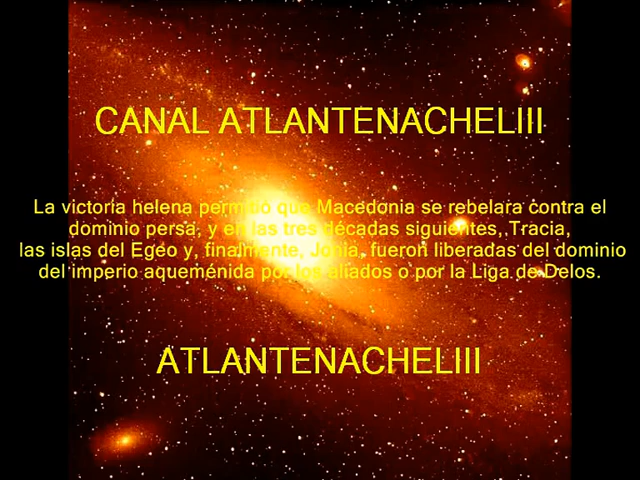 CANAL ATLANTENACHELIII
La victoria helena permitió que Macedonia se rebelara contra el
dominio persa, y en las tres décadas siguientes, Tracia,
las islas del Egeo y, finalmente, Jonia, fueron liberadas del dominio
del imperio aqueménida por los aliados o por la Liga de Delos.
ATLANTENACHELIII